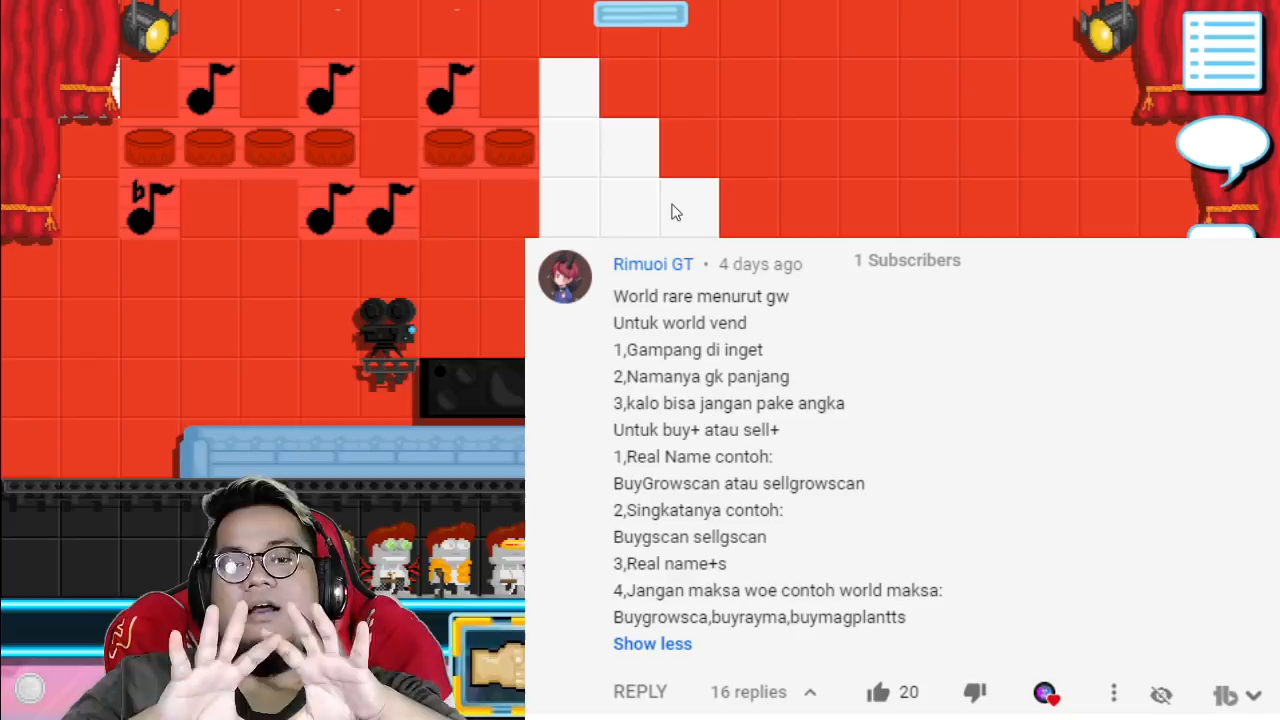 Rimuoi GT • 4 days ago
1 Subscribers
World rare menurut gw
Untuk world vend
1,Gampang di inget
2,Namanya gk panjang
3,kalo bisa jangan pake angka
Untuk buy+ atau sell+
1,Real Name contoh:
BuyGrowscan atau sellgrowscan
2,Singkatanya contoh:
Buygscan sellgscan
3,Real name+s
4,Jangan maksa woe contoh world maksa:
Buygrowsca,buyrayma,buymagplantts
Show less
REPLY
16 replies
20